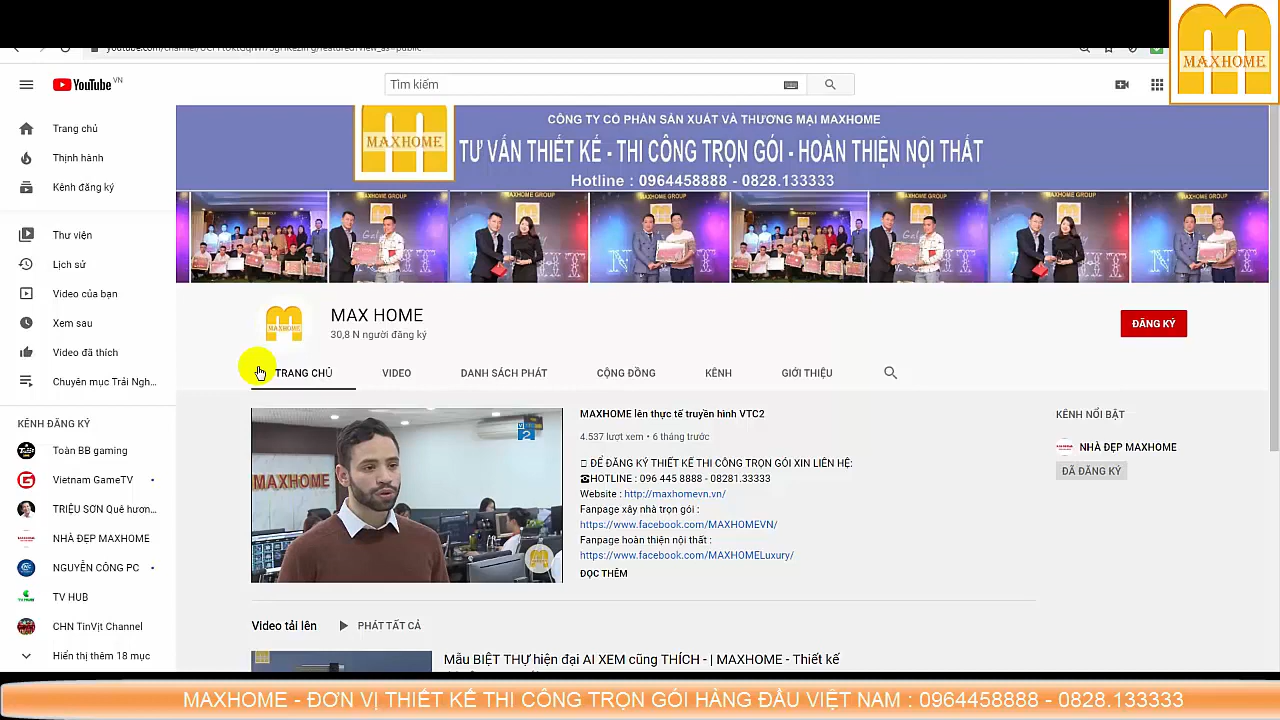 MAXHOME
YouTube VN
Tìm kiếm
Trang chủ
Thịnh hành
Kênh đăng ký
Thư viện
Lịch sử
Video của bạn
Xem sau
Video đã thích
Chuyên mục Trải Ngh...
KÊNH ĐĂNG KÝ
Toàn BB gaming
Vietnam GameTV
TRIỆU SƠN Quê hươn...
NHÀ ĐẸP MAXHOME
NGUYỄN CÔNG PC
TV HUB
CHN TinVịt Channel
Hiển thị thêm 18 mục
CÔNG TY CỔ PHẦN SẢN XUẤT VÀ THƯƠNG MẠI MAXHOME
MAXHOME
TƯ VẤN THIẾT KẾ - THI CÔNG TRỌN GÓI - HOÀN THIỆN NỘI THẤT
Hotline : 0964458888 - 0828.133333
MAXHOME GROUP
MAXHOME
MAX HOME
30,8 N người đăng ký
ĐĂNG KÝ
TRANG CHỦ
VIDEO
DANH SÁCH PHÁT
CỘNG ĐỒNG
KÊNH
GIỚI THIỆU
MAXHOME
2
MAXHOME lên thực tế truyền hình VTC2
4.537 lượt xem • 6 tháng trước
ĐỂ ĐĂNG KÝ THIẾT KẾ THI CÔNG TRỌN GÓI XIN LIÊN HỆ:
☎HOTLINE : 096 445 8888 - 08281.33333
Website : http://maxhomevn.vn/
Fanpage xây nhà trọn gói :
https://www.facebook.com/MAXHOMEVN/
Fanpage hoàn thiện nội thất :
https://www.facebook.com/MAXHOMELuxury/
ĐỌC THÊM
KÊNH NỔI BẬT
NHÀ ĐẸP MAXHOME
ĐÃ ĐĂNG KÝ
Video tải lên
PHÁT TẤT CẢ
Mẫu BIỆT THỰ hiện đại AI XEM cũng THÍCH - | MAXHOME - Thiết kế
MAXHOME - ĐƠN VỊ THIẾT KẾ THI CÔNG TRỌN GÓI HÀNG ĐẦU VIỆT NAM : 0964458888 - 0828.133333